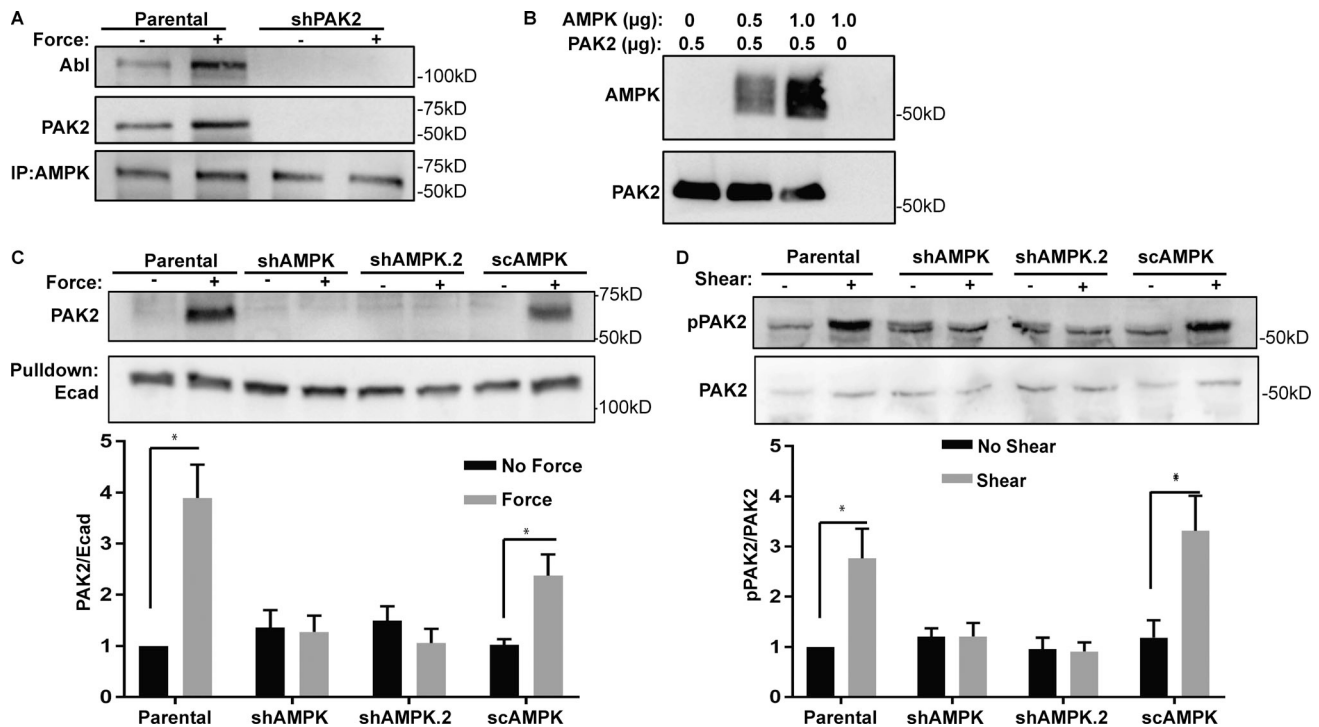 A
Parental shPAK2
Force: - + - +
Abl
-100kD
PAK2
-75kD
-50kD
IP:AMPK
-75kD
-50kD
B
AMPK (µg): 0 0.5 1.0 1.0
PAK2 (µg): 0.5 0.5 0.5 0
AMPK
-50kD
PAK2
-50kD
C
Parental shAMPK shAMPK.2 scAMPK
Force: - + - + - + - +
PAK2
-75kD
50kD
Pulldown:
Ecad
-100kD
PAK2/Ecad
5
4
3
2
1
0
* *
No Force
Force
Parental shAMPK shAMPK.2 scAMPK
D
Parental shAMPK shAMPK.2 scAMPK
Shear: - + - + - + - +
pPAK2
-50kD
PAK2
-50kD
pPAK2/PAK2
5
4
3
2
1
0
* *
No Shear
Shear
Parental shAMPK shAMPK.2 scAMPK